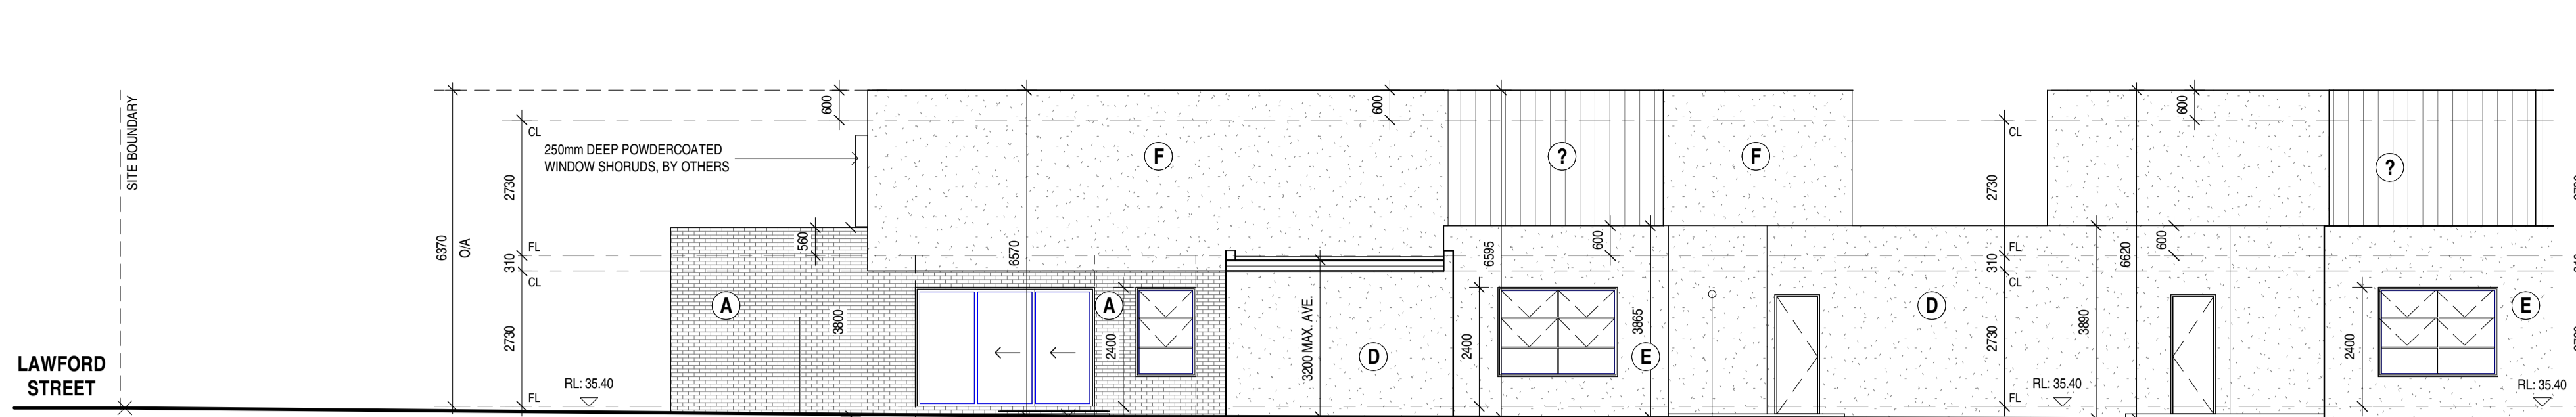 SITE BOUNDARY
LAWFORD
STREET
6370
O/A
CL
2730
FL
310
CL
2730
FL
RL: 35.40
250mm DEEP POWDERCOATED
WINDOW SHORUDS, BY OTHERS
600
560
3800
A
F
6570
A
2400
600
3200 MAX. AVE.
D
2400
6595
?
600
3865
E
F
D
CL
2730
FL
310
CL
2730
FL
RL: 35.40
3890
6620
600
600
?
2400
E
RL: 35.40